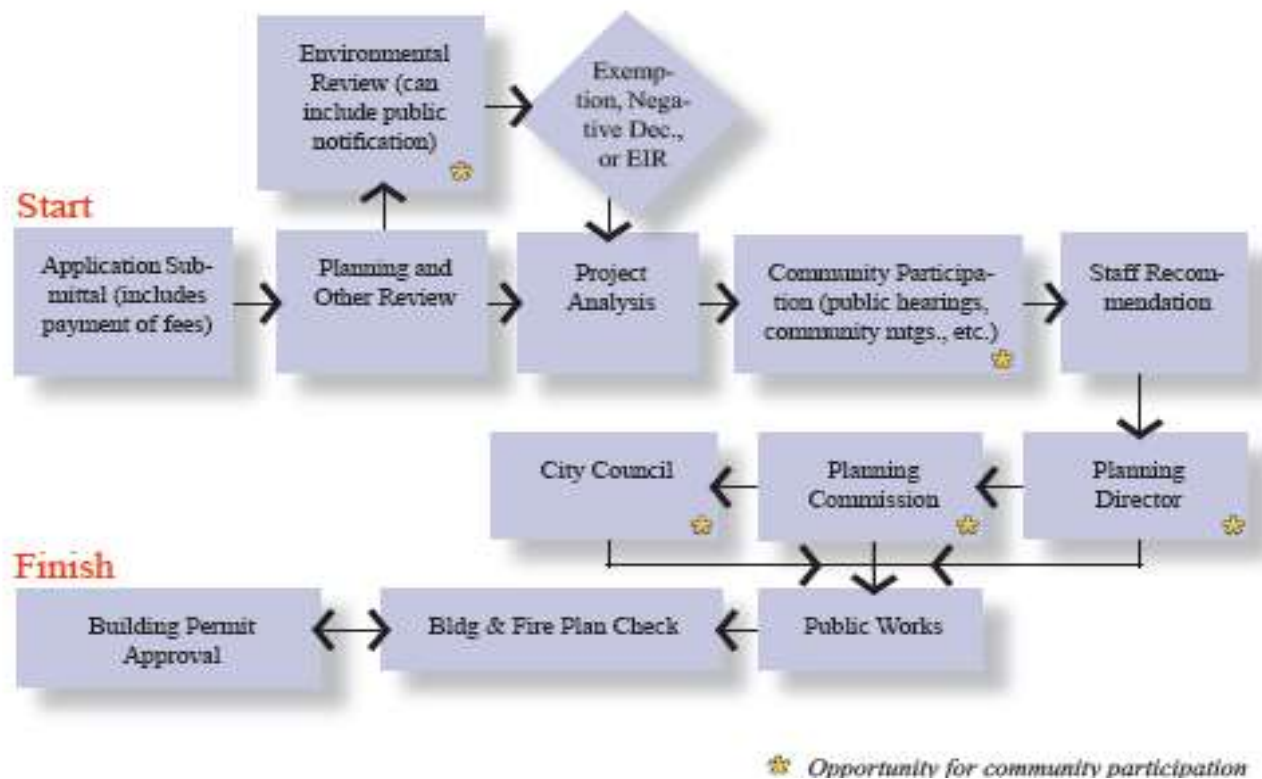 Environmental
Review (can
include public
notification)
Exemp-
tion, Nega-
tive Dec.,
or EIR
Start
Application Sub-
mittal (includes
payment of fees)
Planning and
Other Review
Project
Analysis
Community Participa-
tion (public hearings,
community mtgs., etc.)
Staff Recom-
mendation
City Council
Planning
Commission
Planning
Director
Finish
Building Permit
Approval
Bldg & Fire Plan Check
Public Works
Opportunity for community participation